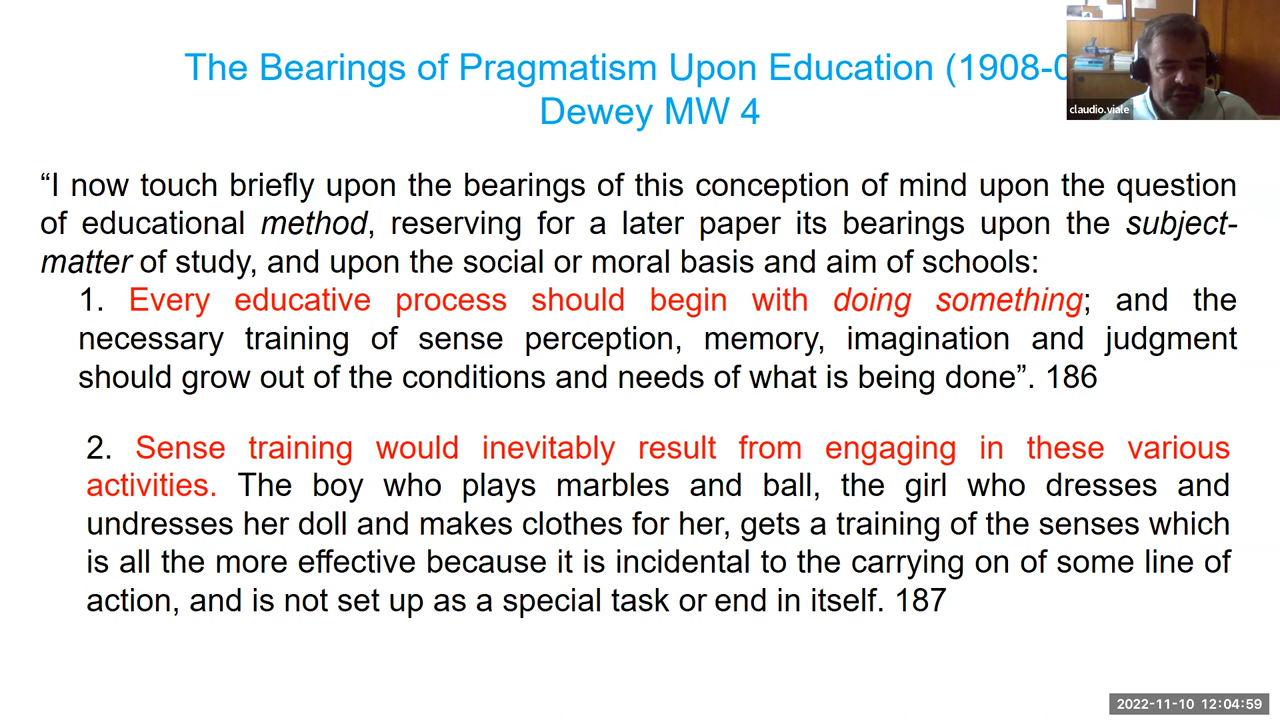 The Bearings of Pragmatism Upon Education (1908-0
Dewey MW 4
claudio.viale
“I now touch briefly upon the bearings of this conception of mind upon the question
of educational method, reserving for a later paper its bearings upon the subject-
matter of study, and upon the social or moral basis and aim of schools:
1. Every educative process should begin with doing something; and the
necessary training of sense perception, memory, imagination and judgment
should grow out of the conditions and needs of what is being done”. 186
2. Sense training would inevitably result from engaging in these various
activities. The boy who plays marbles and ball, the girl who dresses and
undresses her doll and makes clothes for her, gets a training of the senses which
is all the more effective because it is incidental to the carrying on of some line of
action, and is not set up as a special task or end in itself. 187
2022-11-10 12:04:59